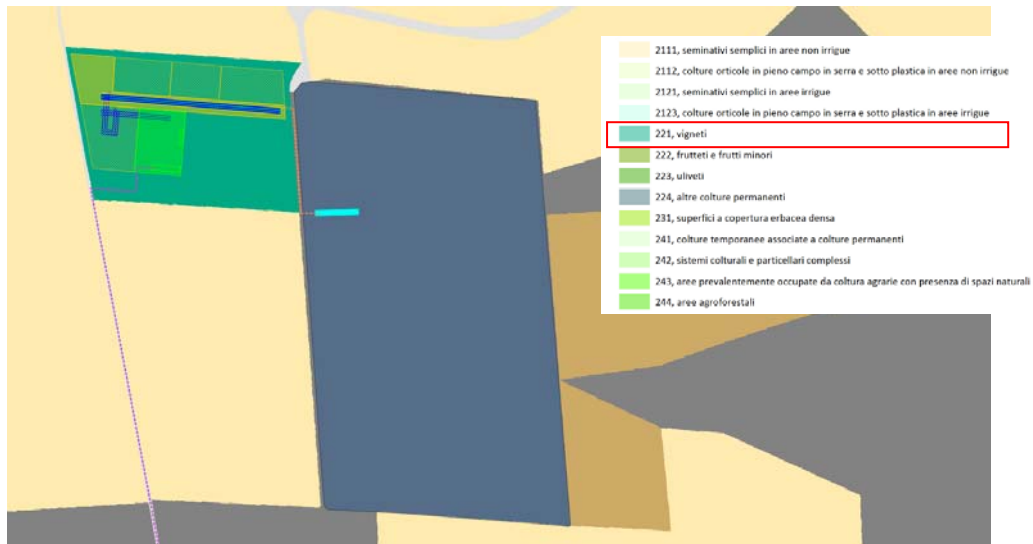 2111, seminativi semplici in aree non irrigue
2112, colture orticole in pieno campo in serra e sotto plastica in aree non irrigue
2121, seminativi semplici in aree irrigue
2123, colture orticole in pieno campo in serra e sotto plastica in aree irrigue
221, vigneti
222, frutteti e frutti minori
223, uliveti
224, altre colture permanenti
231, superfici a copertura erbacea densa
241, colture temporanee associate a colture permanenti
242, sistemi colturali e particellari complessi
243, aree prevalentemente occupate da coltura agrarie con presenza di spazi naturali
244, aree agroforestali